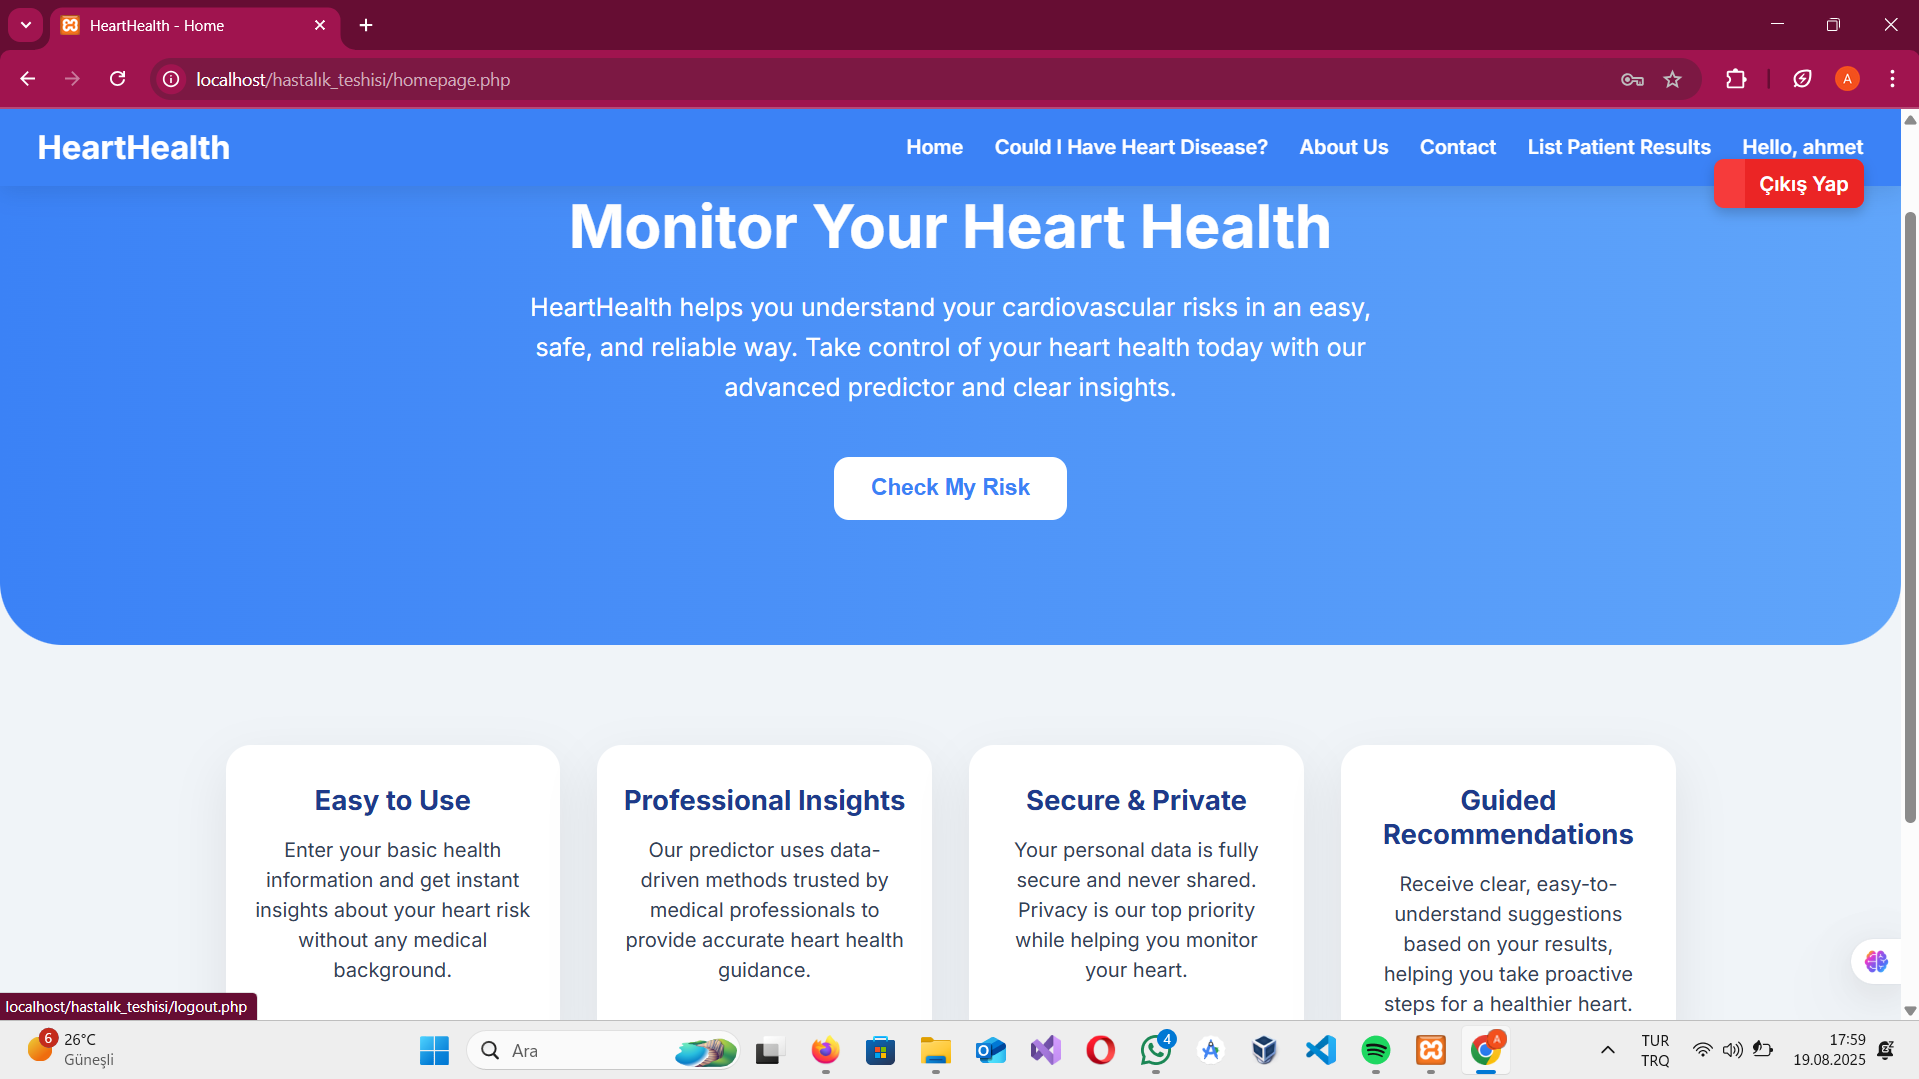 HeartHealth - Home
localhost/hastalık_teshisi/homepage.php
A
HeartHealth
Home
Could I Have Heart Disease?
About Us
Contact
List Patient Results
Hello, ahmet
Çıkış Yap
Monitor Your Heart Health
HeartHealth helps you understand your cardiovascular risks in an easy,
safe, and reliable way. Take control of your heart health today with our
advanced predictor and clear insights.
Check My Risk
Easy to Use
Enter your basic health
information and get instant
insights about your heart risk
without any medical
background.
Professional Insights
Our predictor uses data-
driven methods trusted by
medical professionals to
provide accurate heart health
guidance.
Secure & Private
Your personal data is fully
secure and never shared.
Privacy is our top priority
while helping you monitor
your heart.
Guided
Recommendations
Receive clear, easy-to-
understand suggestions
based on your results,
helping you take proactive
steps for a healthier heart.
localhost/hastalık_teshisi/logout.php
6
26°C
Güneşli
Ara
4
A
TUR
TRQ
17:59
19.08.2025